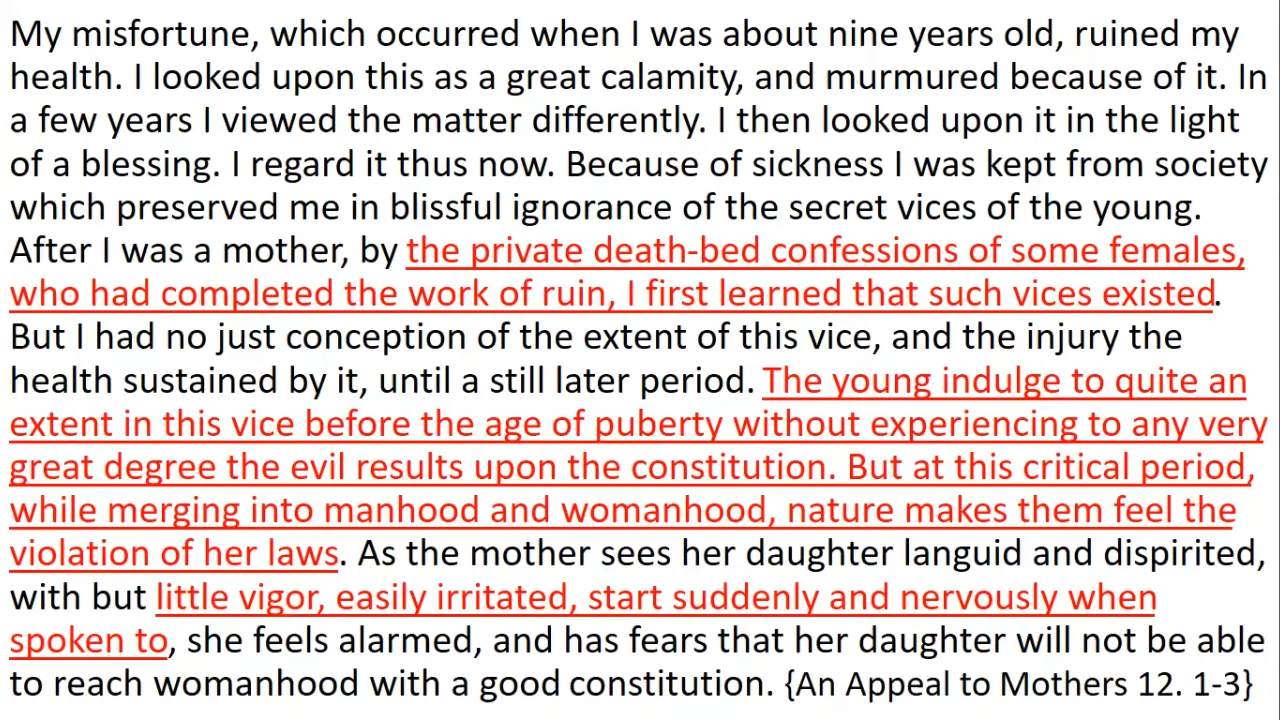 My misfortune, which occurred when I was about nine years old, ruined my
health. I looked upon this as a great calamity, and murmured because of it. In
a few years I viewed the matter differently. I then looked upon it in the light
of a blessing. I regard it thus now. Because of sickness I was kept from society
which preserved me in blissful ignorance of the secret vices of the young.
After I was a mother, by the private death-bed confessions of some females,
who had completed the work of ruin, I first learned that such vices existed.
But I had no just conception of the extent of this vice, and the injury the
health sustained by it, until a still later period. The young indulge to quite an
extent in this vice before the age of puberty without experiencing to any very
great degree the evil results upon the constitution. But at this critical period,
while merging into manhood and womanhood, nature makes them feel the
violation of her laws. As the mother sees her daughter languid and dispirited,
with but little vigor, easily irritated, start suddenly and nervously when
spoken to, she feels alarmed, and has fears that her daughter will not be able
to reach womanhood with a good constitution. {An Appeal to Mothers 12. 1-3}